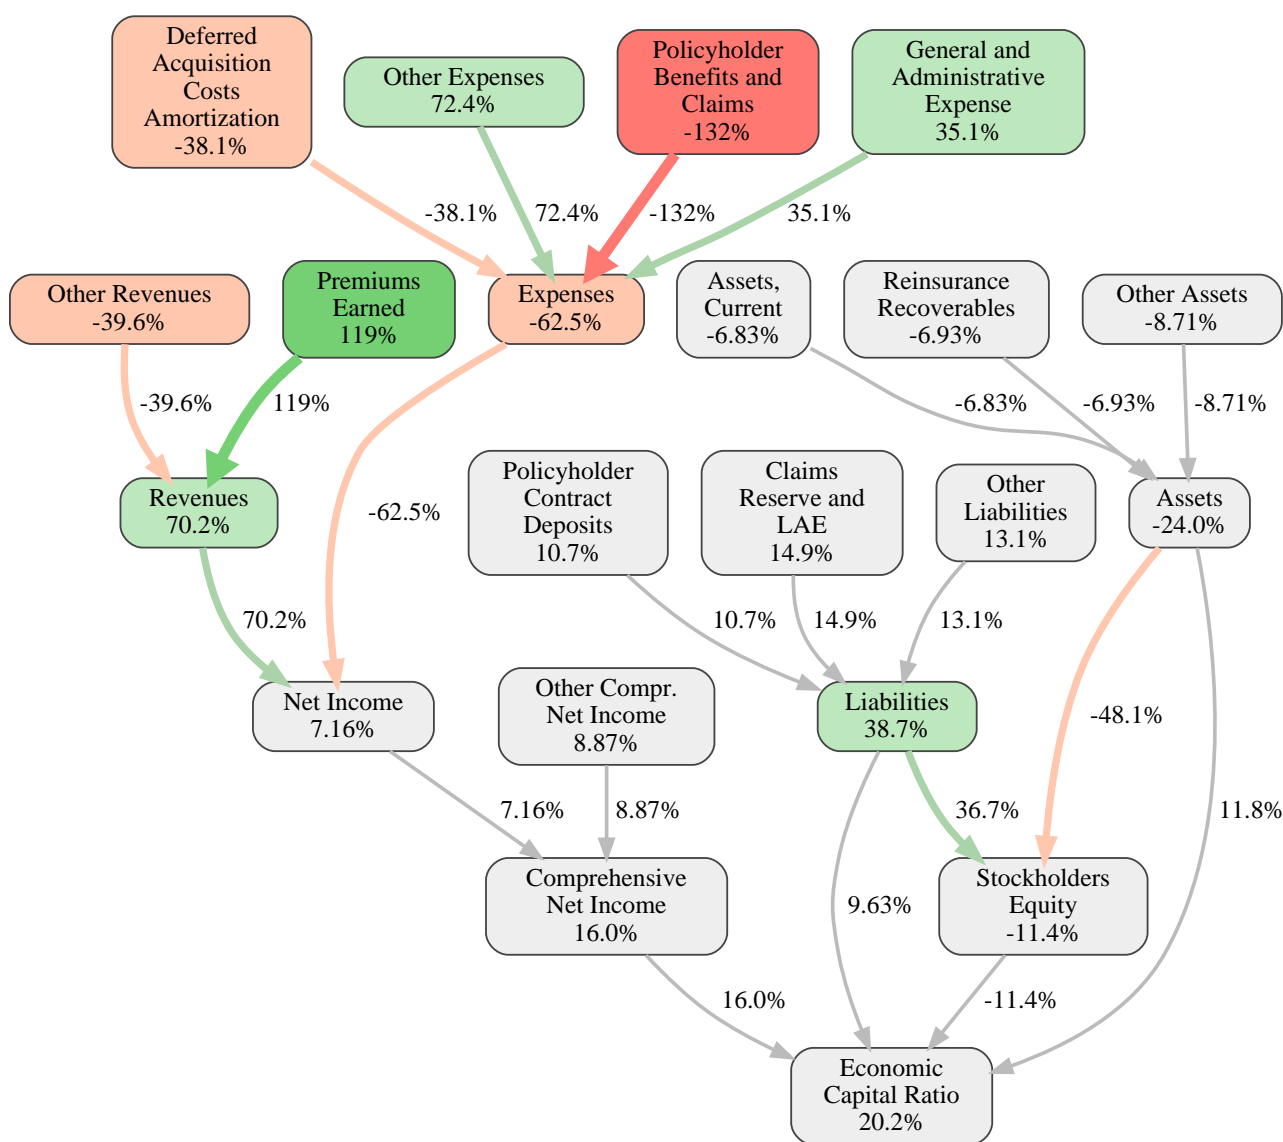 Deferred
Acquisition
Costs
Amortization
-38.1%
Other Expenses
72.4%
Policyholder
Benefits and
Claims
-132%
General and
Administrative
Expense
35.1%
-38.1%
72.4%
-132%
35.1%
Other Revenues
-39.6%
Premiums
Earned
119%
Expenses
-62.5%
Assets,
Current
-6.83%
Reinsurance
Recoverables
-6.93%
Other Assets
-8.71%
-39.6%
119%
-6.83%
-6.93%
-8.71%
Revenues
70.2%
-62.5%
Policyholder
Contract
Deposits
10.7%
Claims
Reserve and
LAE
14.9%
Other
Liabilities
13.1%
Assets
-24.0%
70.2%
10.7%
14.9%
13.1%
Net Income
7.16%
Other Compr.
Net Income
8.87%
Liabilities
38.7%
-48.1%
7.16%
8.87%
36.7%
11.8%
Comprehensive
Net Income
16.0%
9.63%
Stockholders
Equity
-11.4%
16.0%
-11.4%
Economic
Capital Ratio
20.2%